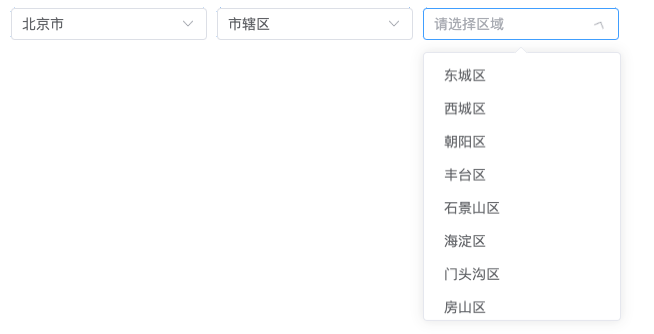 北京市
市辖区
请选择区域
东城区
西城区
朝阳区
丰台区
石景山区
海淀区
门头沟区
房山区